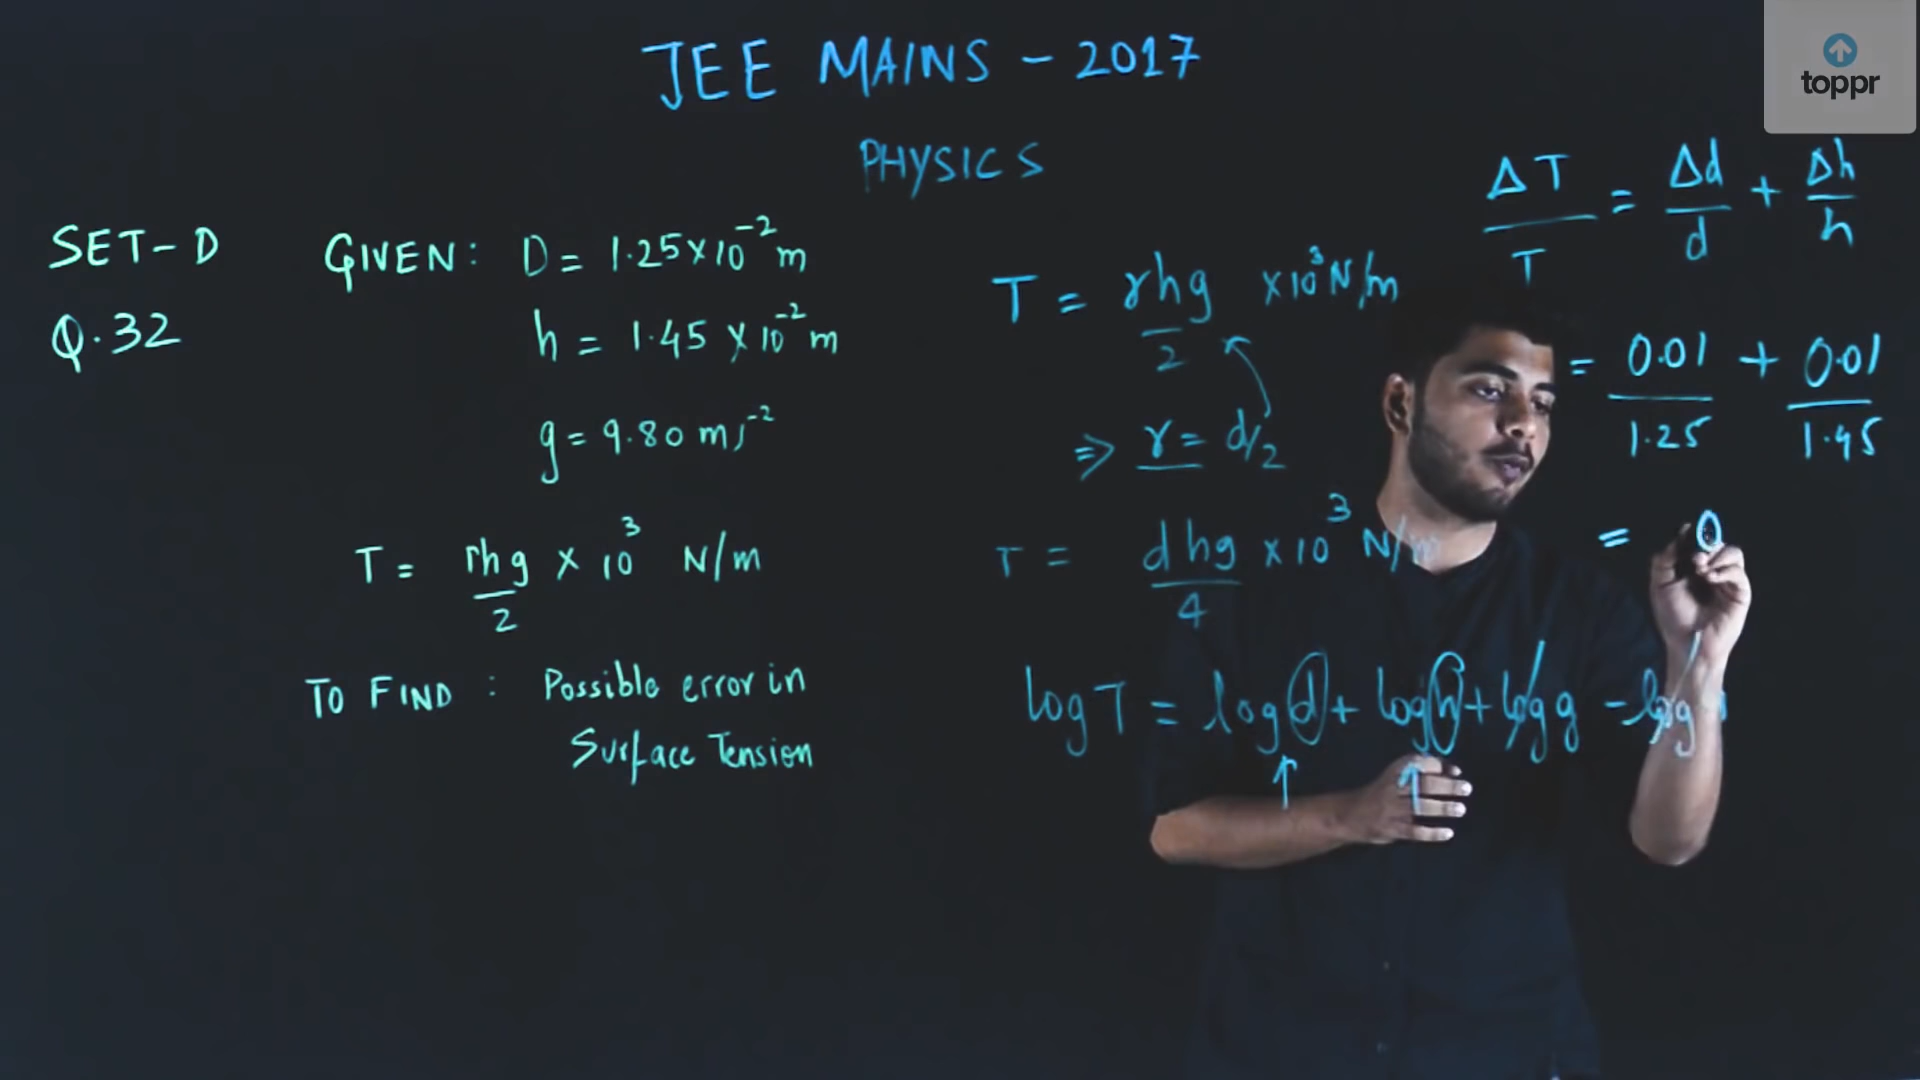 JEE MAINS - 2017
PHYSICS
toppr
SET-D
Q.32
GIVEN: D = 1.25×10⁻² m
h = 1.45 × 10⁻² m
g = 9.80 ms⁻²
T = rhg/2 × 10³ N/m
TO FIND : Possible error in
Surface Tension
T = rhg/2 ×10³ N/m
⇒ r = d/2
T = dhg/4 ×10³ N/m
log T = log d + log h + log g - log
ΔT/T = Δd/d + Δh/h
= 0.01/1.25 + 0.01/1.45
= 0